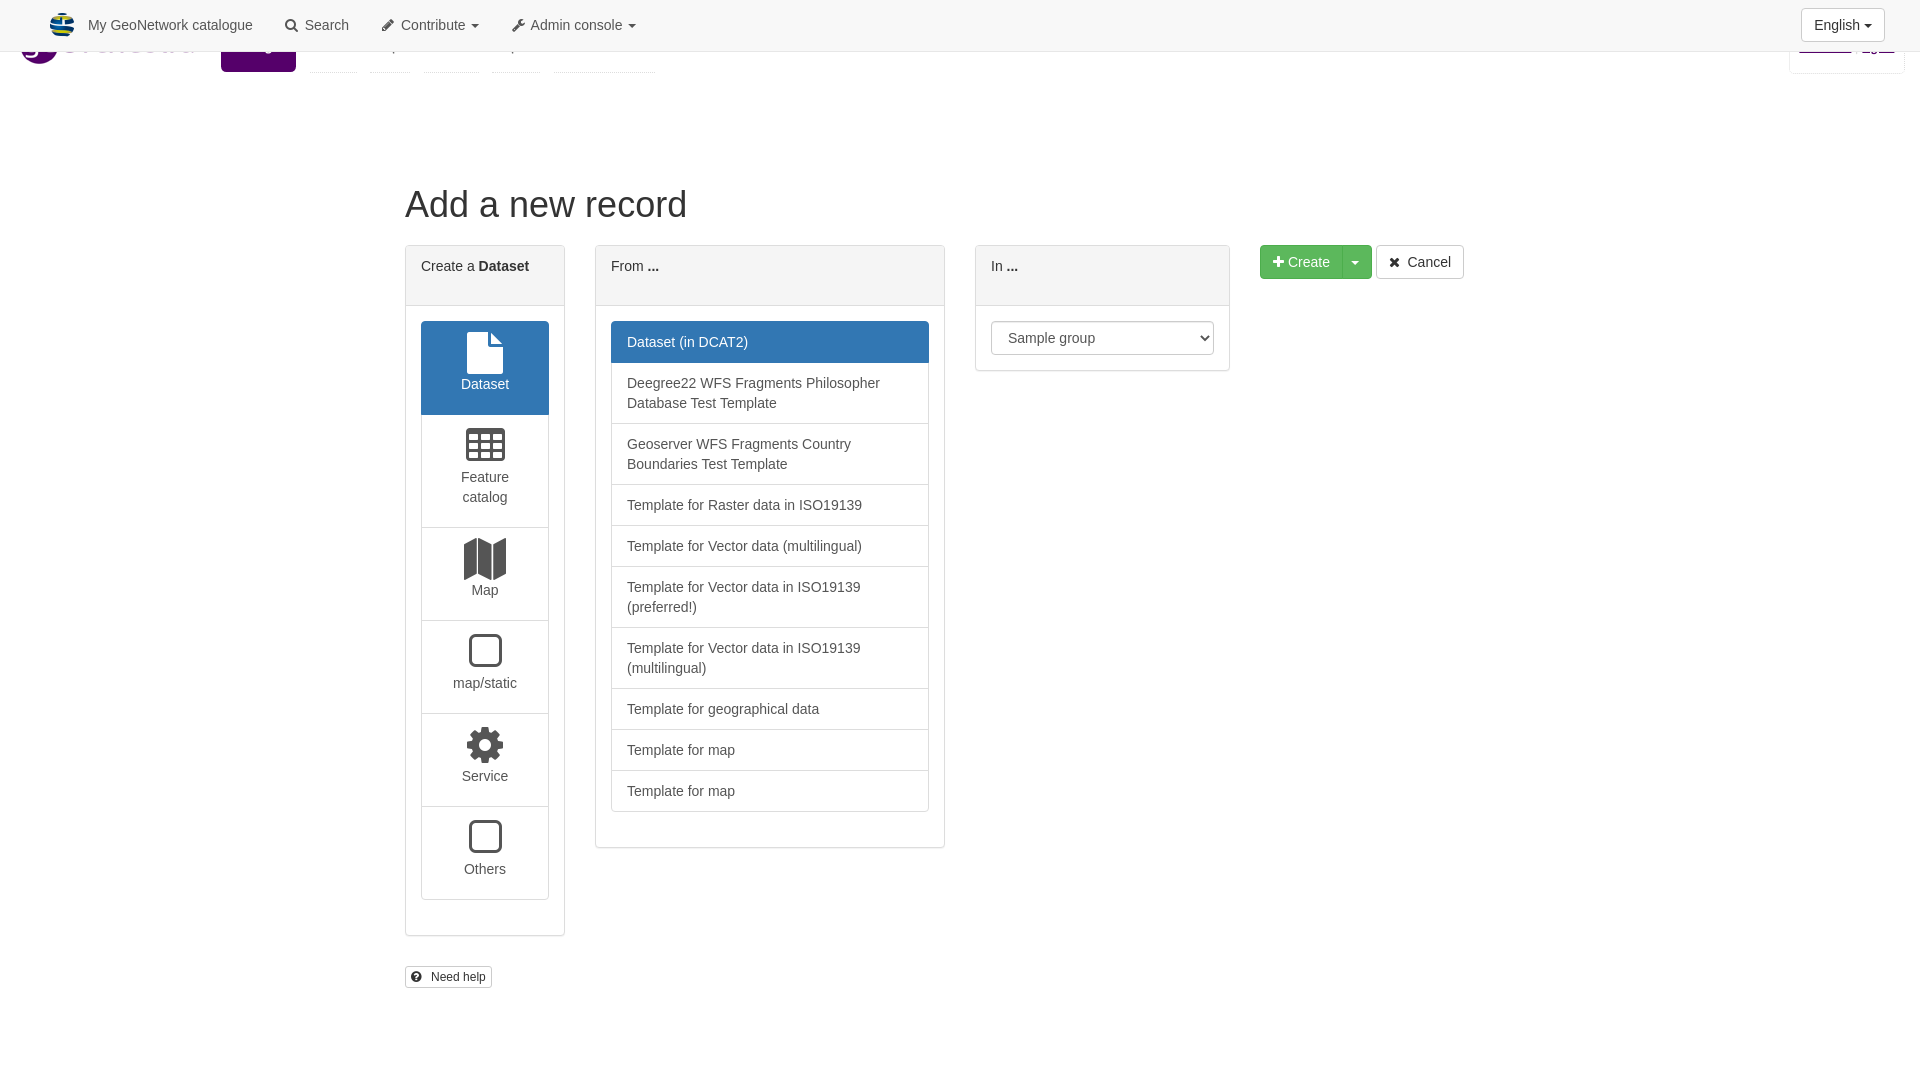 My GeoNetwork catalogue
Search
Contribute
Admin console
English
Add a new record
Create a Dataset
From ...
In ...
Create
Cancel
Dataset
Feature
catalog
Map
map/static
Service
Others
Dataset (in DCAT2)
Deegree22 WFS Fragments Philosopher
Database Test Template
Geoserver WFS Fragments Country
Boundaries Test Template
Template for Raster data in ISO19139
Template for Vector data (multilingual)
Template for Vector data in ISO19139
(preferred!)
Template for Vector data in ISO19139
(multilingual)
Template for geographical data
Template for map
Template for map
Sample group
Need help